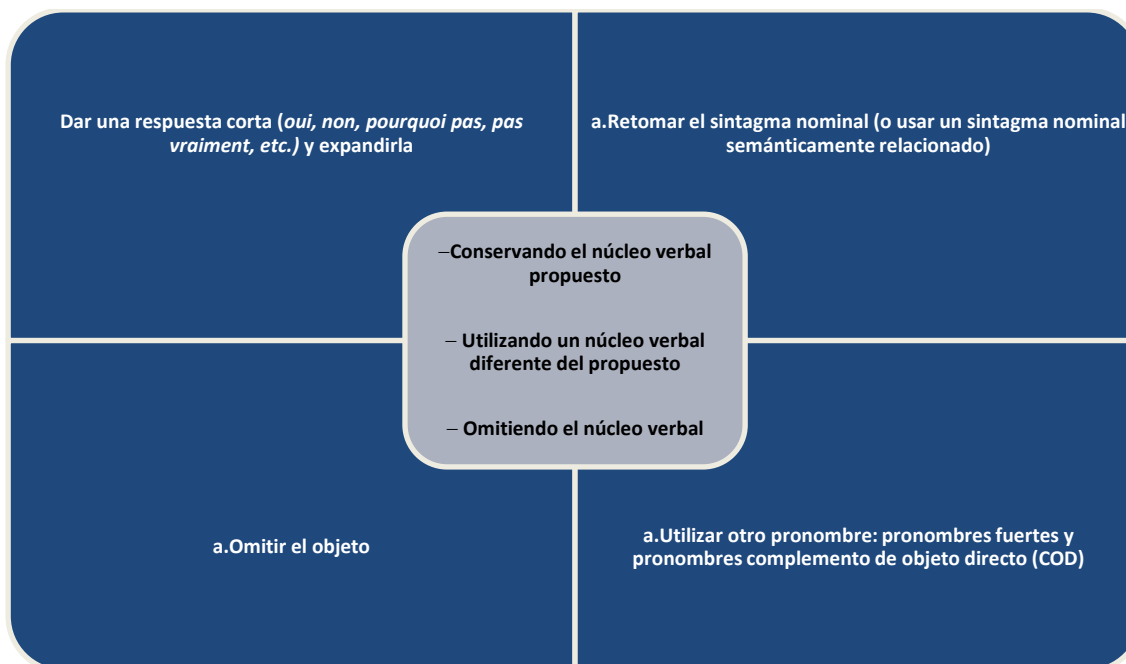 Dar una respuesta corta (oui, non, pourquoi pas, pas
vraiment, etc.) y expandirla
a.Retomar el sintagma nominal (o usar un sintagma nominal
semánticamente relacionado)
–Conservando el núcleo verbal
propuesto
– Utilizando un núcleo verbal
diferente del propuesto
– Omitiendo el núcleo verbal
a.Omitir el objeto
a.Utilizar otro pronombre: pronombres fuertes y
pronombres complemento de objeto directo (COD)